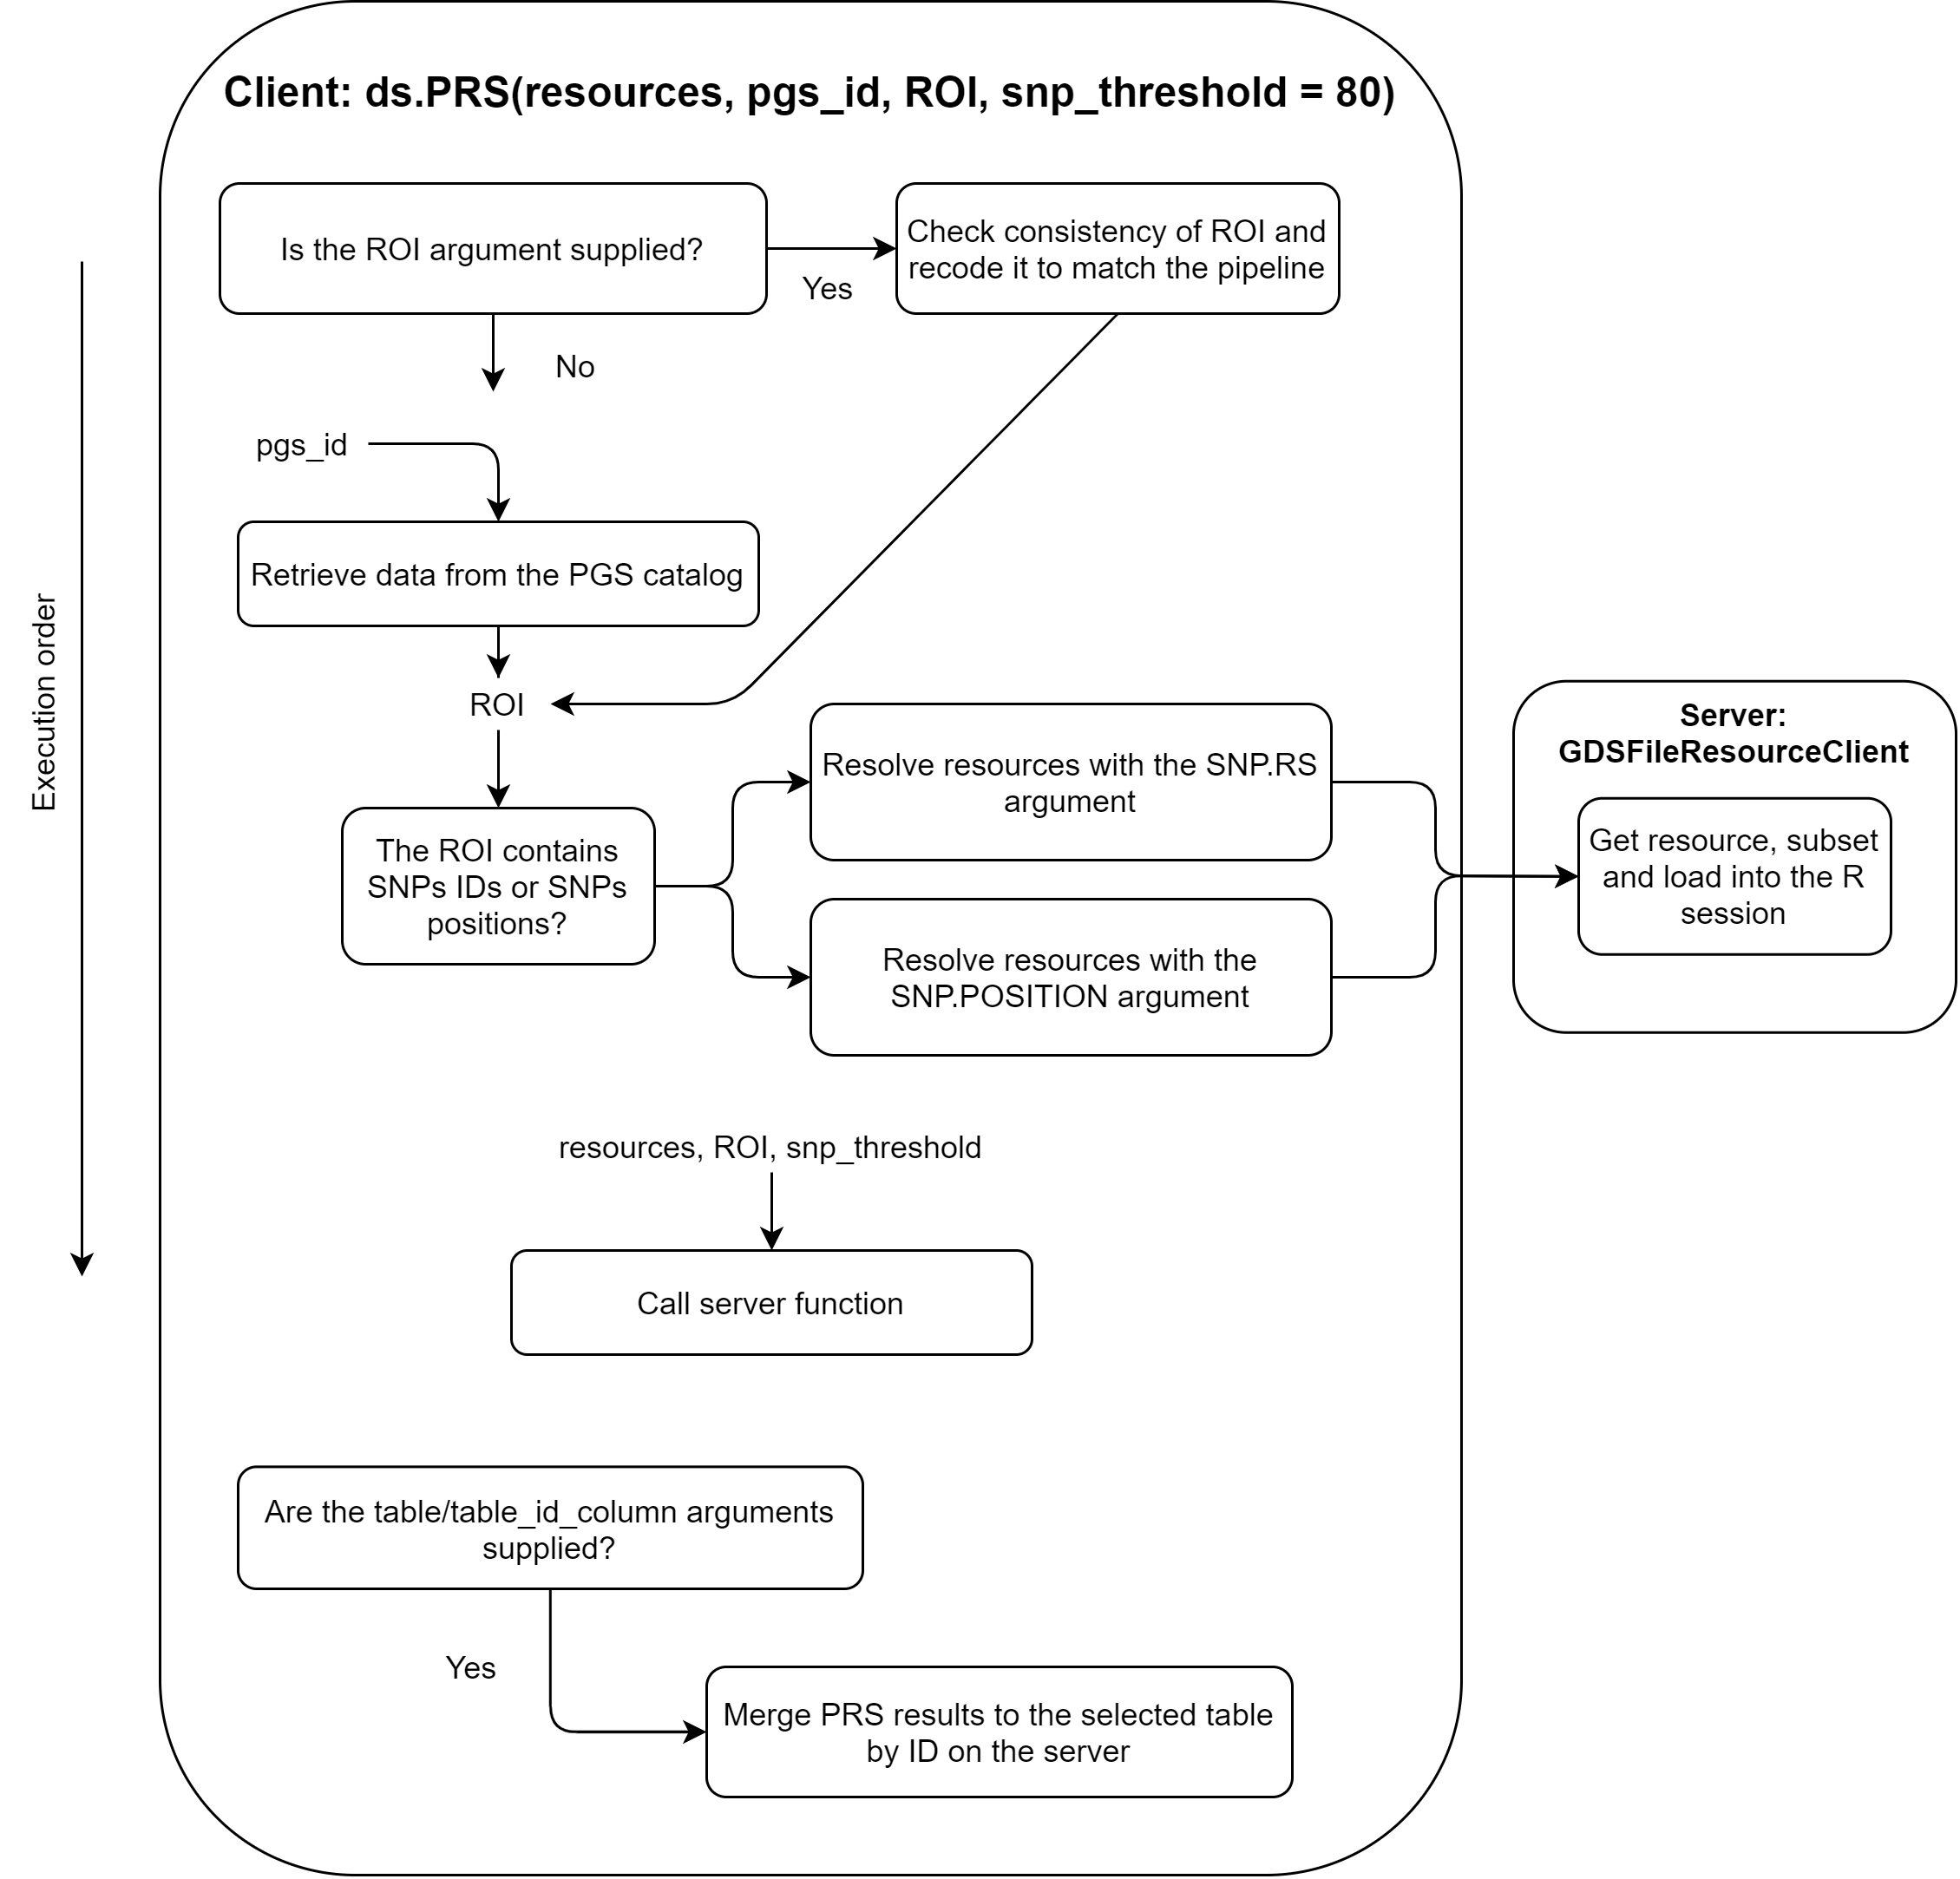 Client: ds.PRS(resources, pgs_id, ROI, snp_threshold = 80)
Is the ROI argument supplied?
Yes
Check consistency of ROI and
recode it to match the pipeline
No
pgs_id
Retrieve data from the PGS catalog
ROI
Execution order
The ROI contains
SNPs IDs or SNPs
positions?
Resolve resources with the SNP.RS
argument
Resolve resources with the
SNP.POSITION argument
Server:
GDSFileResourceClient
Get resource, subset
and load into the R
session
resources, ROI, snp_threshold
Call server function
Are the table/table_id_column arguments
supplied?
Yes
Merge PRS results to the selected table
by ID on the server